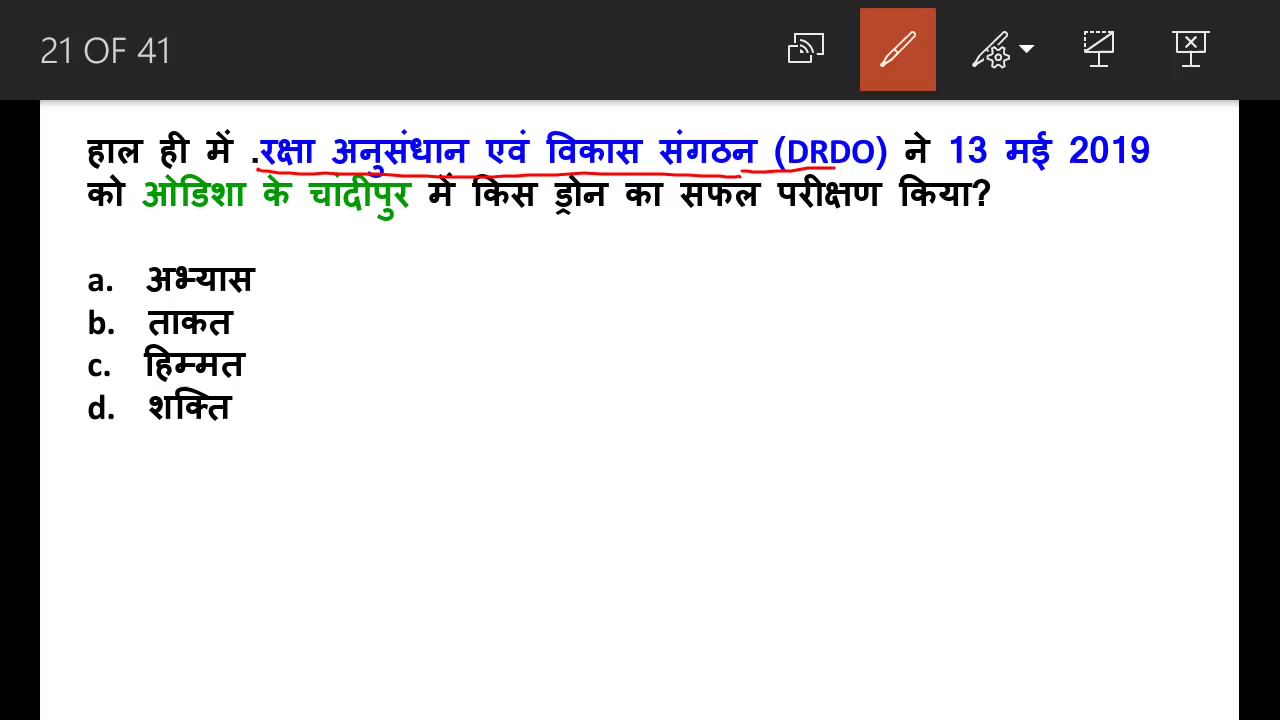 21 OF 41
हाल ही में .रक्षा अनुसंधान एवं विकास संगठन (DRDO) ने 13 मई 2019
को ओडिशा के चांदीपुर में किस ड्रोन का सफल परीक्षण किया?
a. अभ्यास
b. ताकत
c. हिम्मत
d. शक्ति